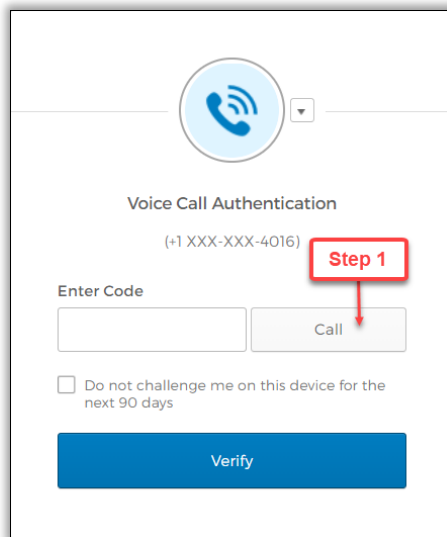 Voice Call Authentication
(+1 XXX-XXX-4016)
Step 1
Enter Code
Call
Do not challenge me on this device for the
next 90 days
Verify